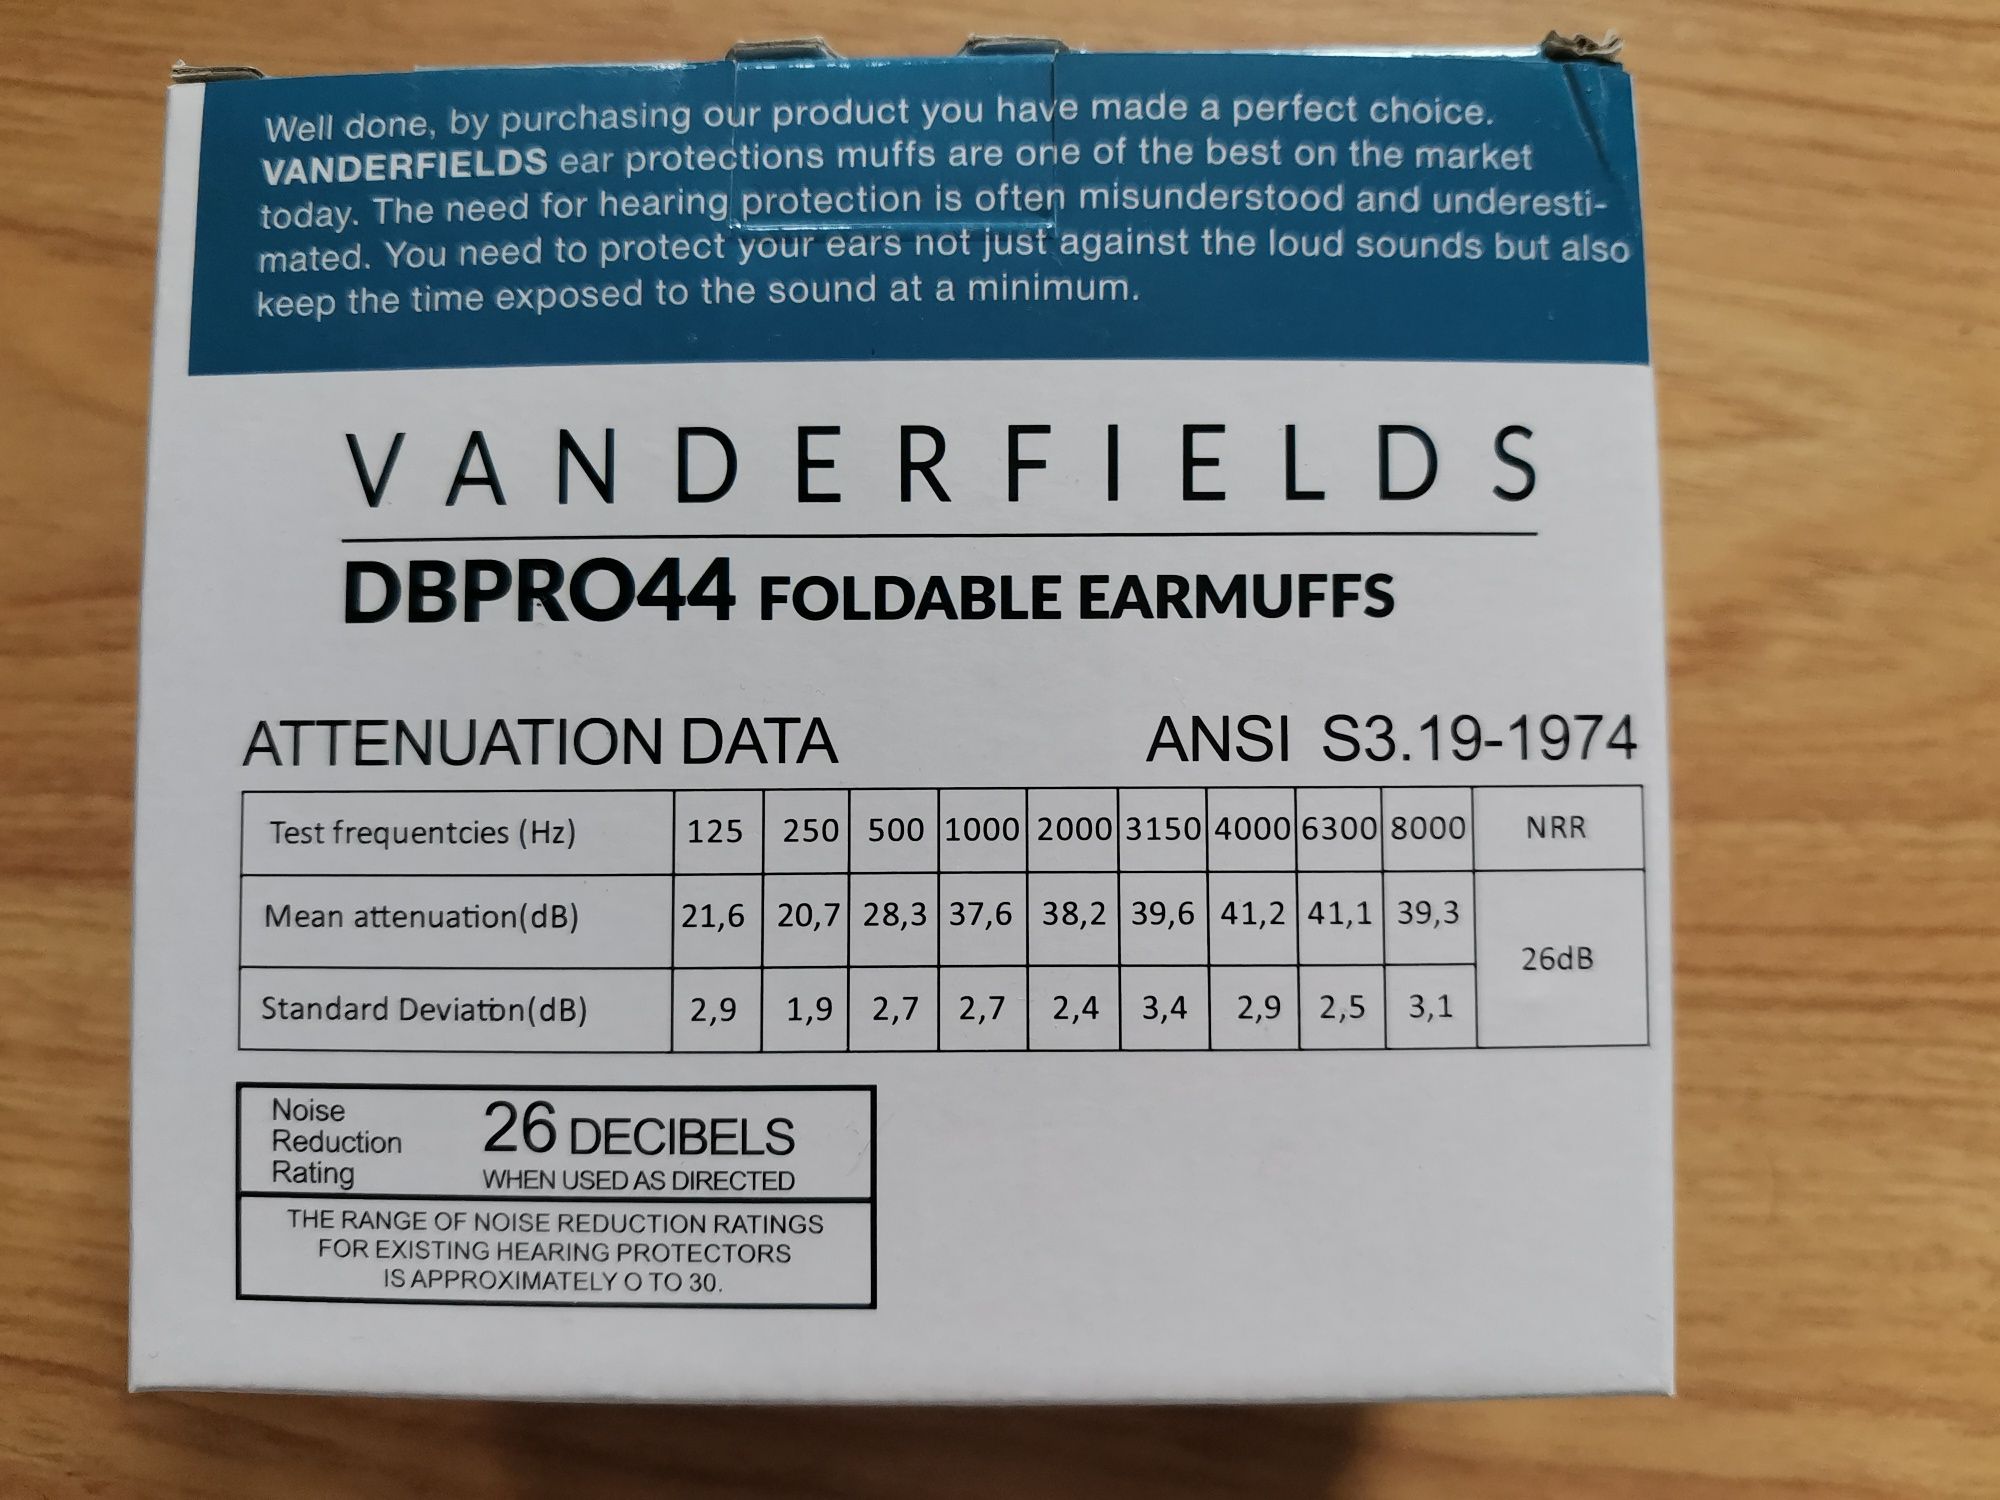 Well done, by purchasing our product you have made a perfect choice.
VANDERFIELDS ear protections muffs are one of the best on the market
today. The need for hearing protection is often misunderstood and underesti-
mated. You need to protect your ears not just against the loud sounds but also
keep the time exposed to the sound at a minimum.
VANDERFIELDS
DBPRO44 FOLDABLE EARMUFFS
ATTENUATION DATA ANSI S3.19-1974
Test frequentcies (Hz) 125 250 500 1000 2000 3150 4000 6300 8000 NRR
Mean attenuation(dB) 21,6 20,7 28,3 37,6 38,2 39,6 41,2 41,1 39,3
26dB
Standard Deviation(dB) 2,9 1,9 2,7 2,7 2,4 3,4 2,9 2,5 3,1
Noise
Reduction
Rating
26 DECIBELS
WHEN USED AS DIRECTED
THE RANGE OF NOISE REDUCTION RATINGS
FOR EXISTING HEARING PROTECTORS
IS APPROXIMATELY O TO 30.